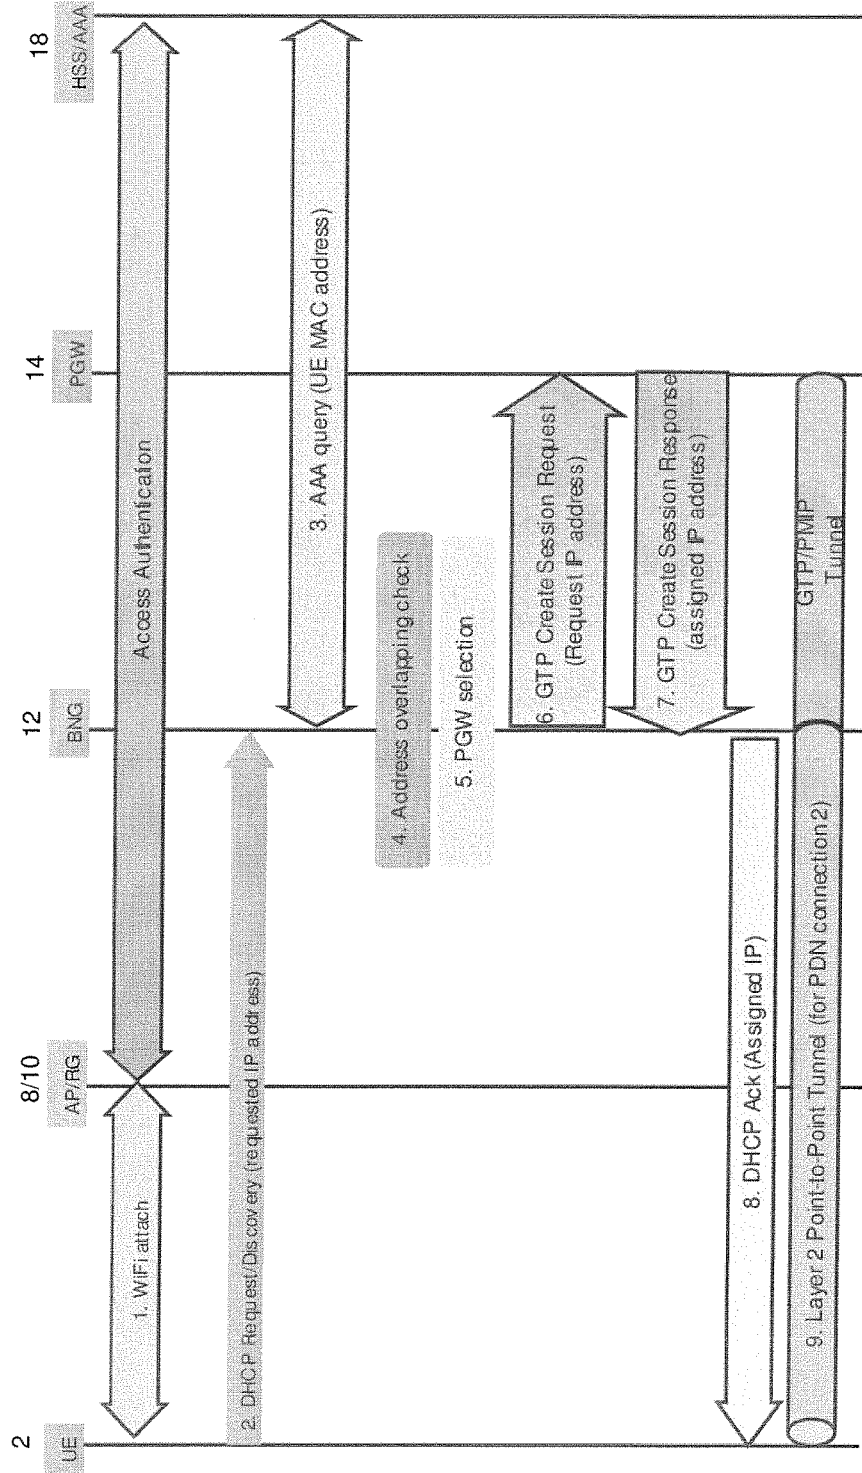 2
8/10
12
14
18
UE
AP/RG
BNG
PGW
HSS/AAA
1. WiFi attach
Access Authentication
2. DHCP Request/Discovery (requested IP address)
3. AAA query (UE MAC address)
4. Address overlapping check
5. PGW selection
6. GTP Create Session Request
(Request IP address)
7. GTP Create Session Response
(assigned IP address)
8. DHCP Ack (Assigned IP)
9. Layer 2 Point-to-Point Tunnel (for PDN connection 2)
GTP/PMIP
Tunnel